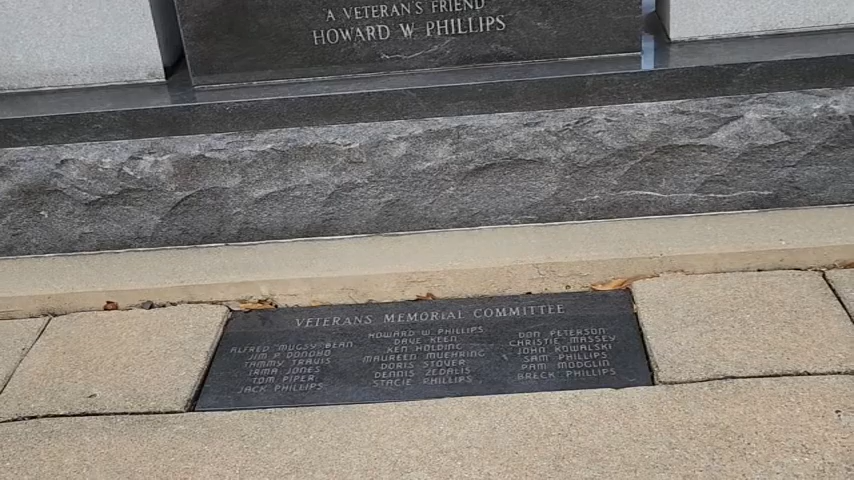 A VETERAN'S FRIEND
HOWARD W PHILLIPS
VETERANS MEMORIAL COMMITTEE
ALFRED "MUGSY" BEAN
JIM P. DONOHO
TAMMY TRAVIS
IRMA JONES
TOM PIPER
JACK PHILLIPS
HOWARD W. PHILLIPS
DAVE KEEN
KEN HOLDING
MAUREEN MUEHRING
DORIS STOVER
DENNIS ZEDALIS
STACIE PHILLIPS
DON PETERSON
CHRISTIE MASSEY
JOHN KOWALSKI
SAM PHILLIPS
PAM MODGLIN
BRECK PHILLIPS